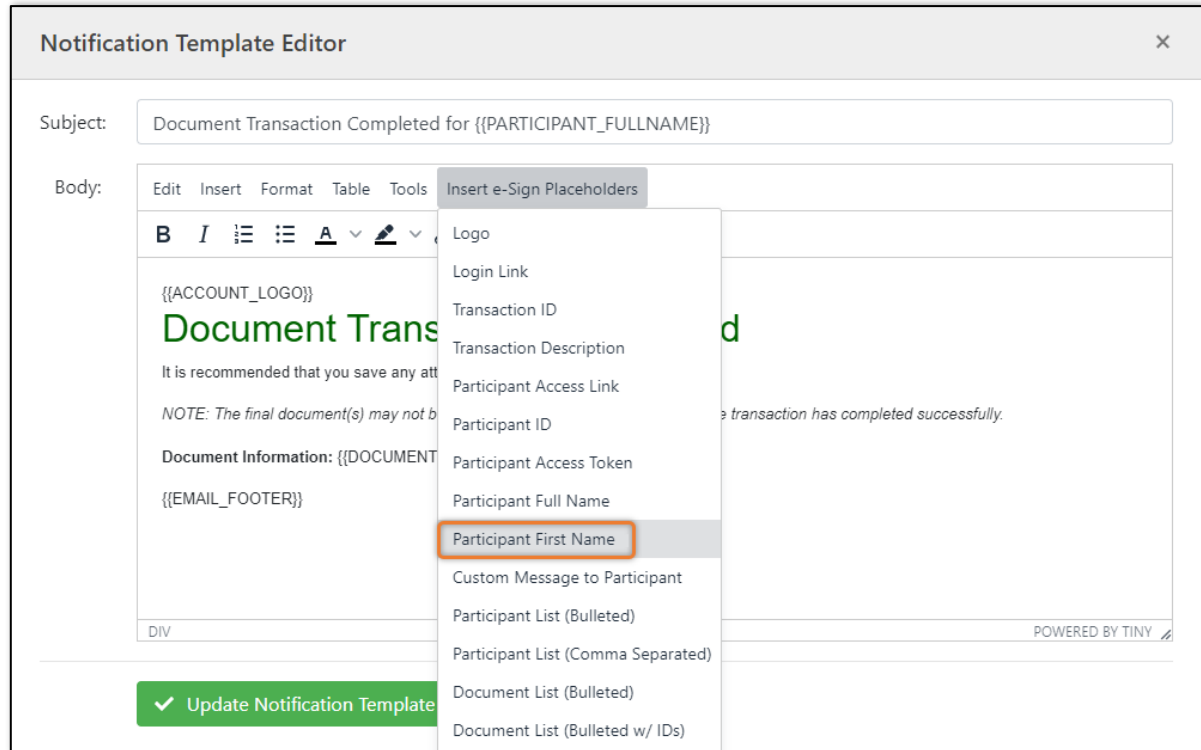 Notification Template Editor ×
Subject: Document Transaction Completed for {{PARTICIPANT_FULLNAME}}
Body: Edit Insert Format Table Tools Insert e-Sign Placeholders
B I A
Logo
Login Link
Transaction ID
Transaction Description
Participant Access Link
Participant ID
Participant Access Token
Participant Full Name
Participant First Name
Custom Message to Participant
Participant List (Bulleted)
Participant List (Comma Separated)
Document List (Bulleted)
Document List (Bulleted w/ IDs)
{{ACCOUNT_LOGO}}
Document Trans d
It is recommended that you save any att
NOTE: The final document(s) may not b transaction has completed successfully.
Document Information: {{DOCUMENT
{{EMAIL_FOOTER}}
DIV POWERED BY TINY
Update Notification Template